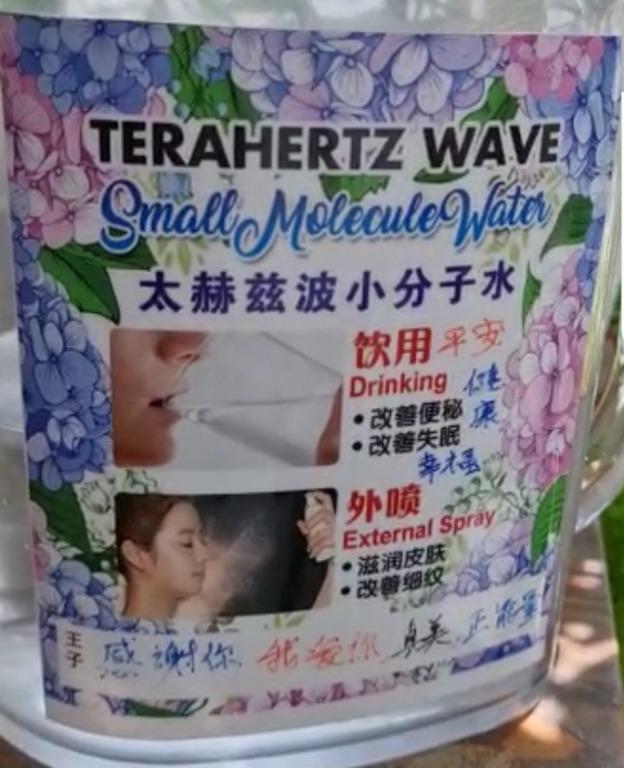 TERAHERTZ WAVE
Small Molecule Water
太赫兹波小分子水
饮用 平安
Drinking 健康
• 改善便秘
• 改善失眠
幸福
外喷
External Spray
• 滋润皮肤
• 改善细纹
王子 感謝你 我爱你 真美 正能量